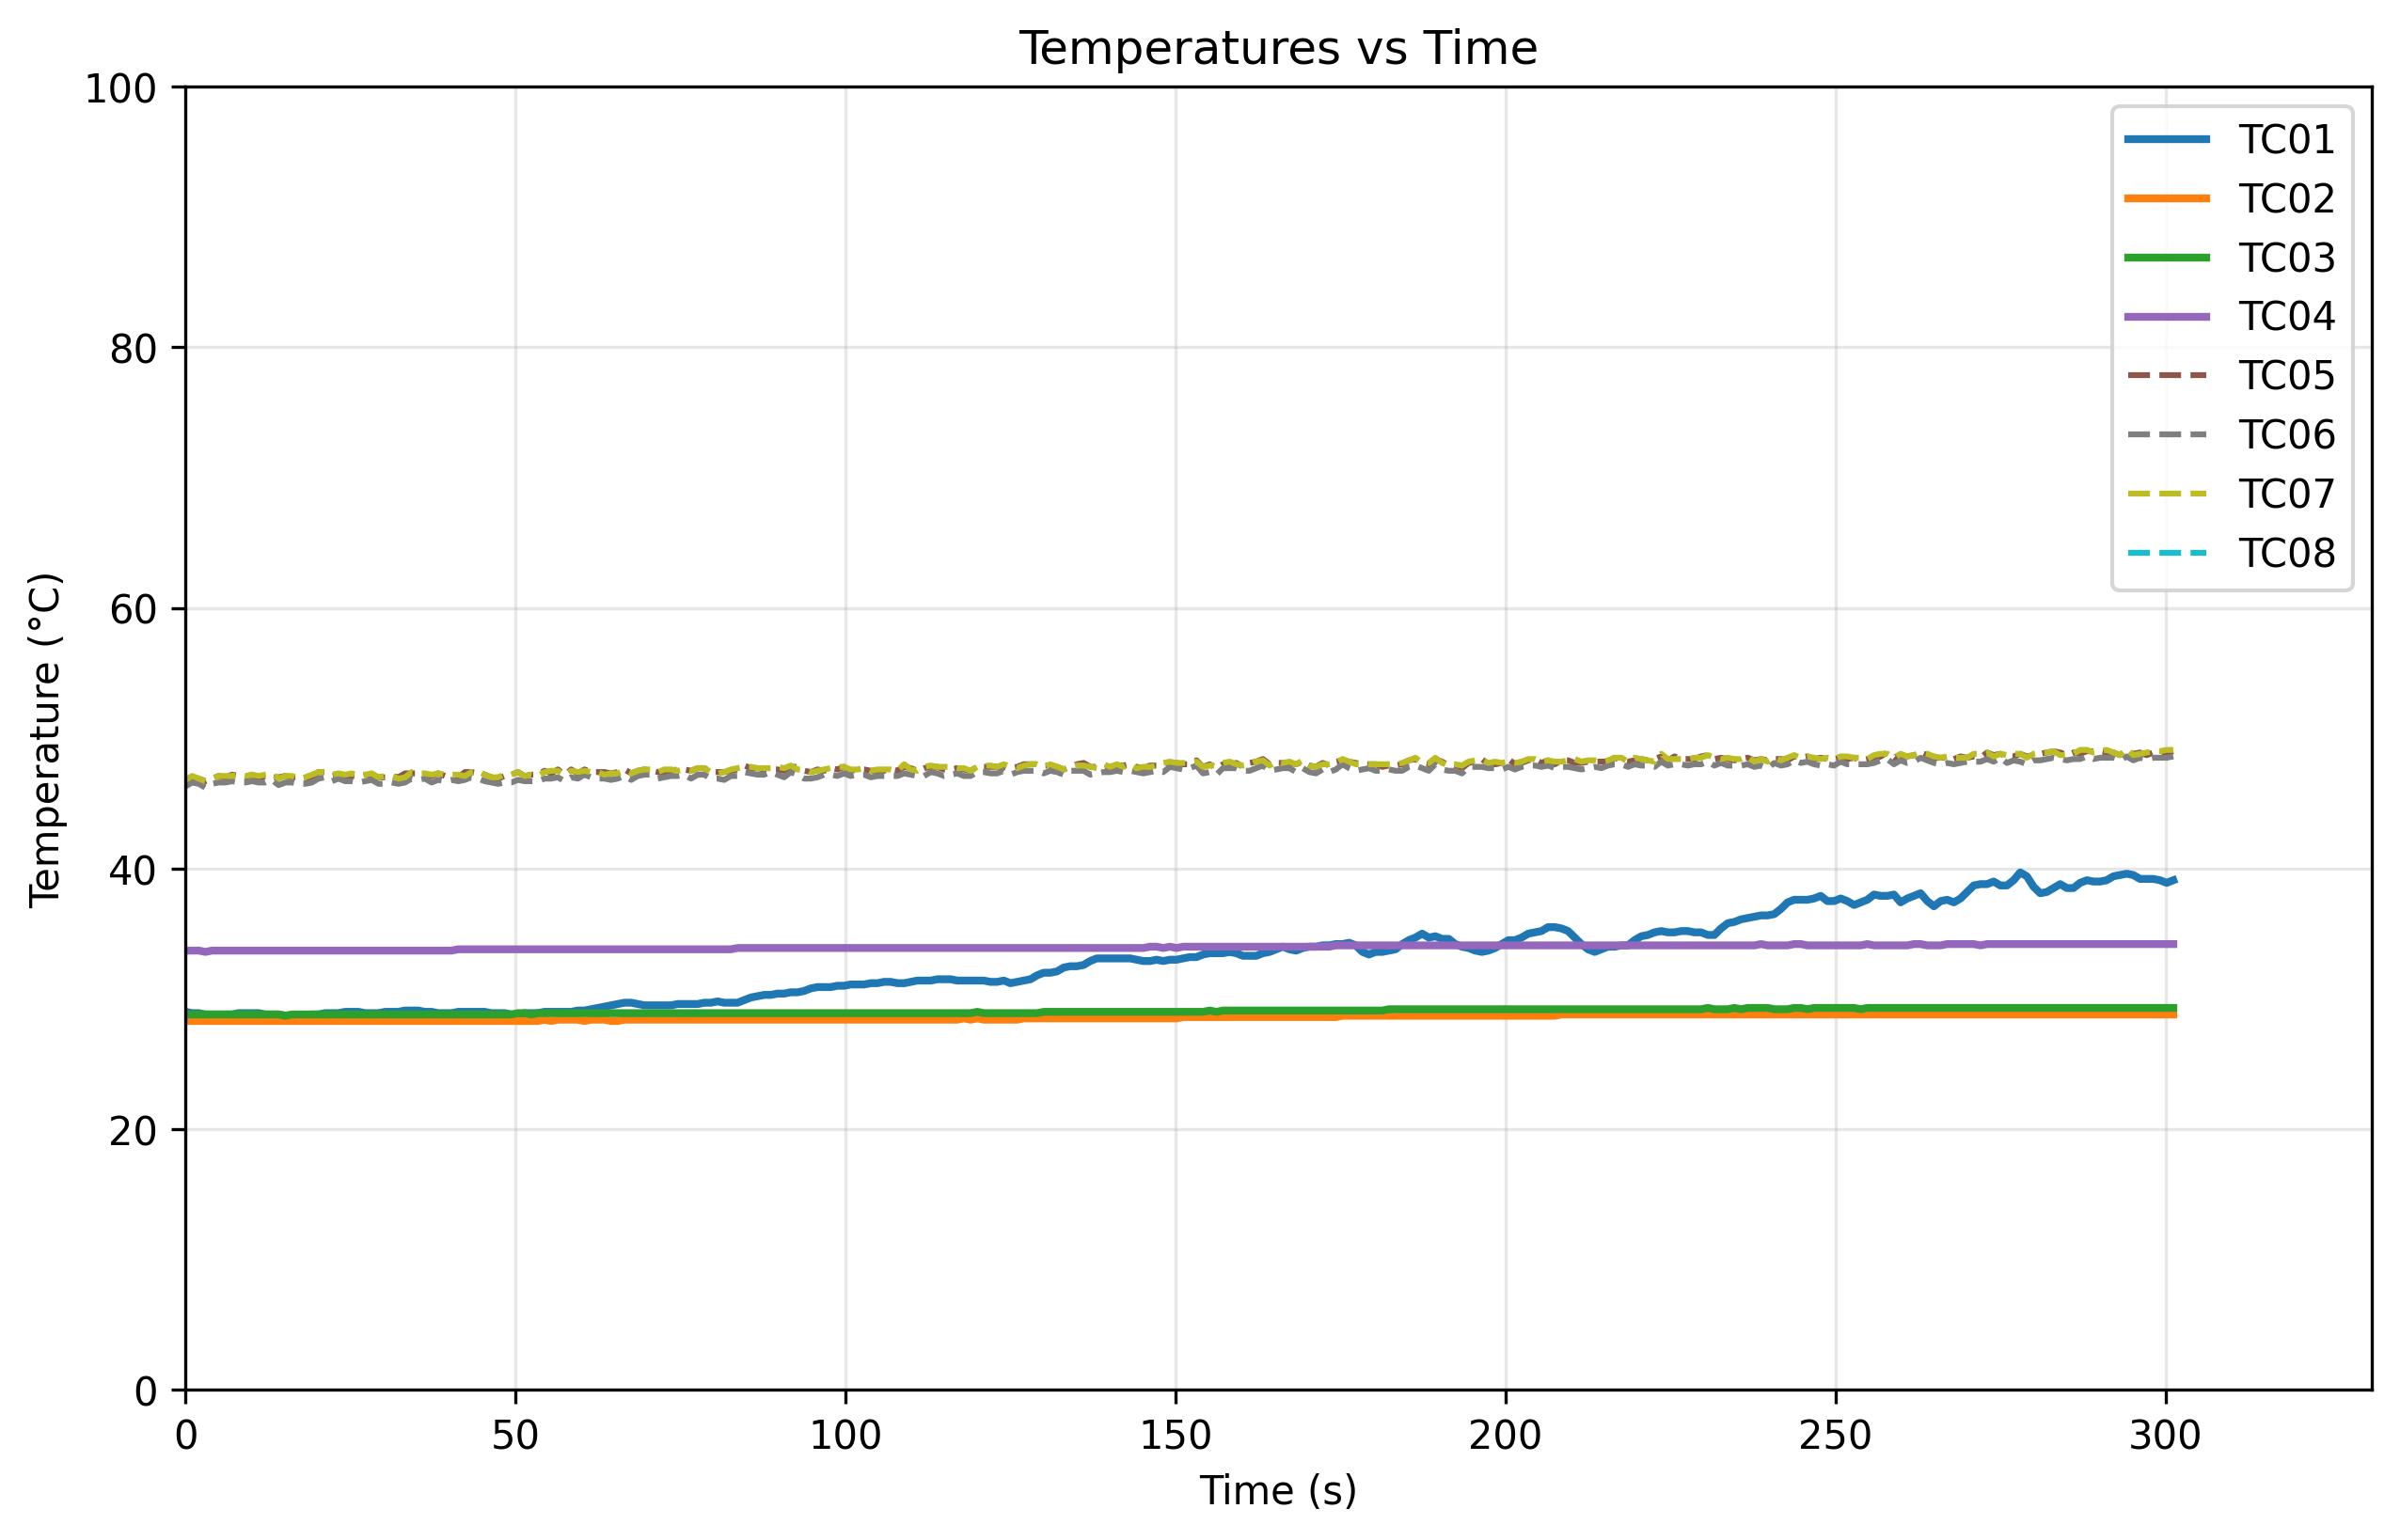 Temperatures vs Time
Temperature (°C)
100
80
60
40
20
0
0 50 100 150 200 250 300
Time (s)
TC01
TC02
TC03
TC04
TC05
TC06
TC07
TC08